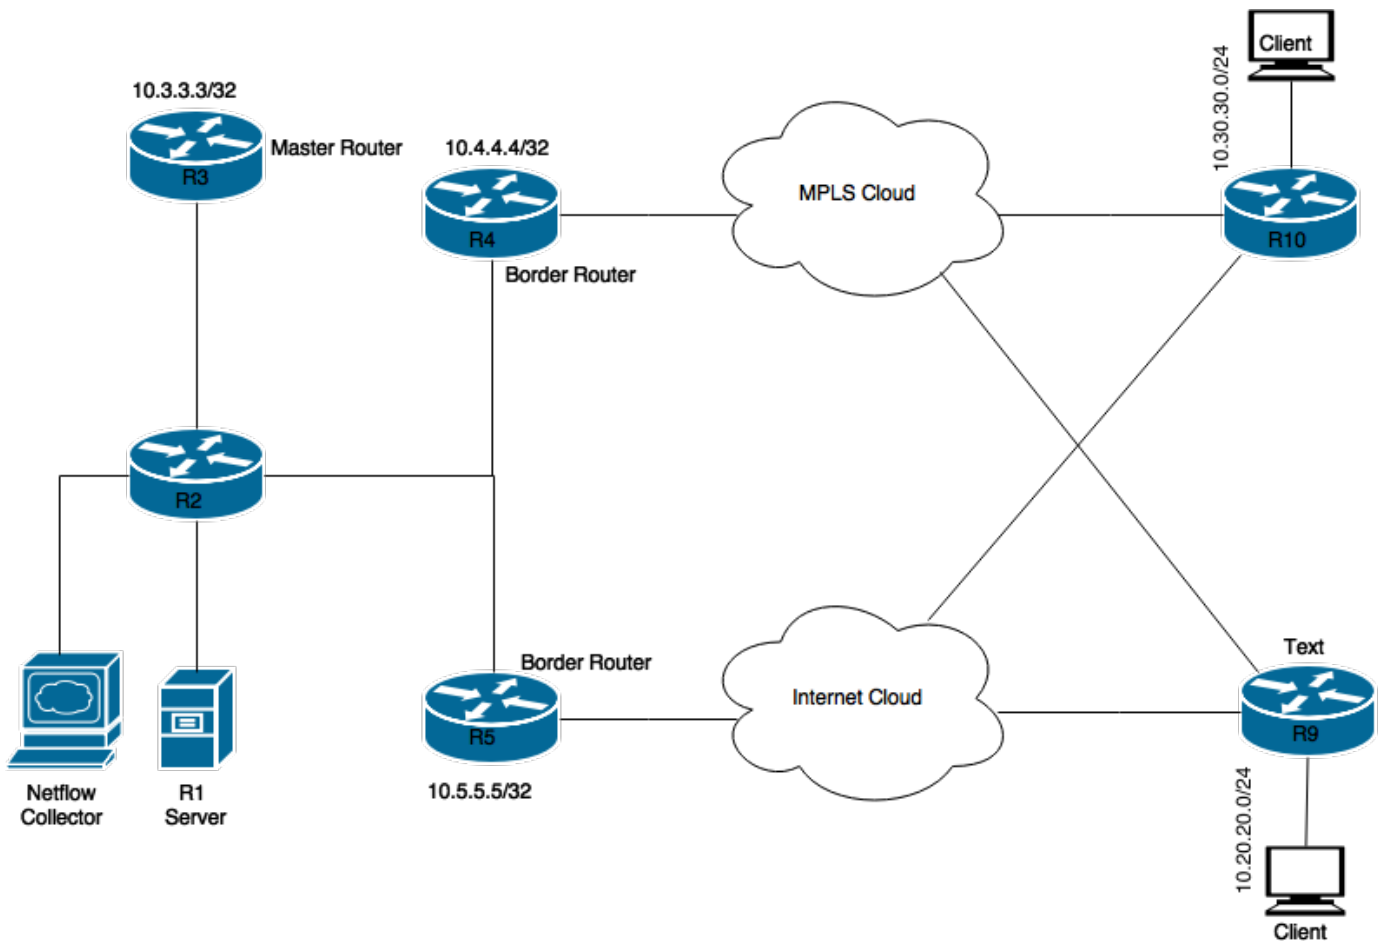 Client
10.30.30.0/24
10.3.3.3/32
R3
Master Router
10.4.4.4/32
R4
Border Router
MPLS Cloud
R10
R2
Border Router
R5
10.5.5.5/32
Internet Cloud
Text
R9
10.20.20.0/24
Client
Netflow
Collector
R1
Server